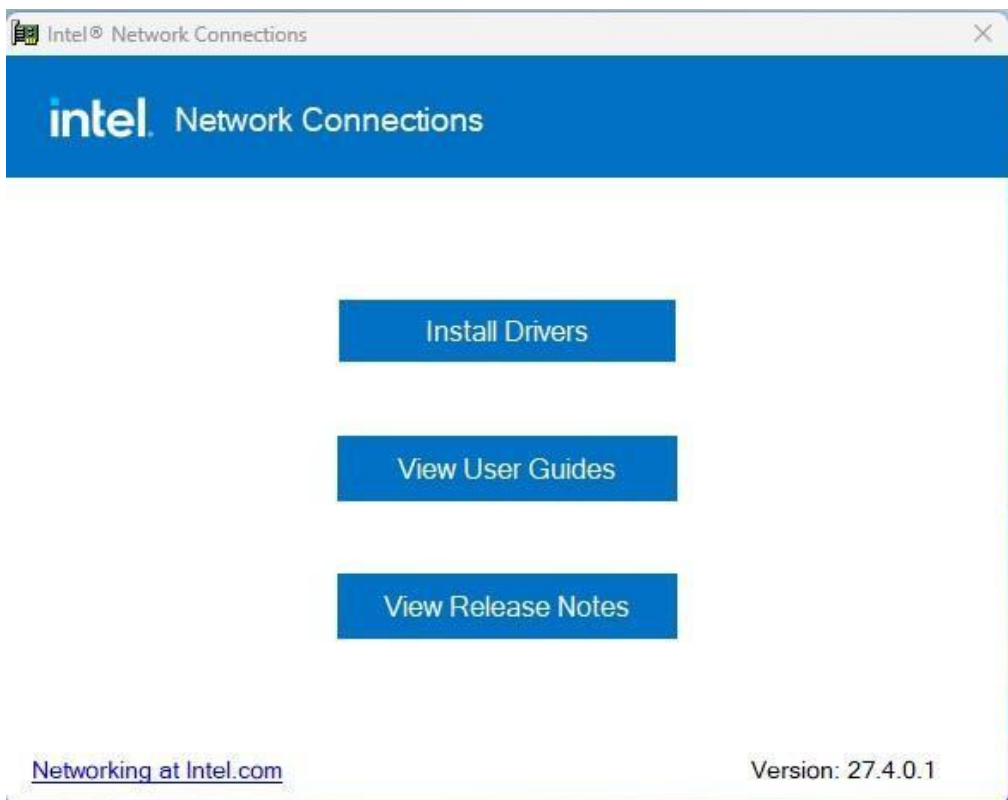 Intel® Network Connections
intel. Network Connections
Install Drivers
View User Guides
View Release Notes
Networking at Intel.com
Version: 27.4.0.1